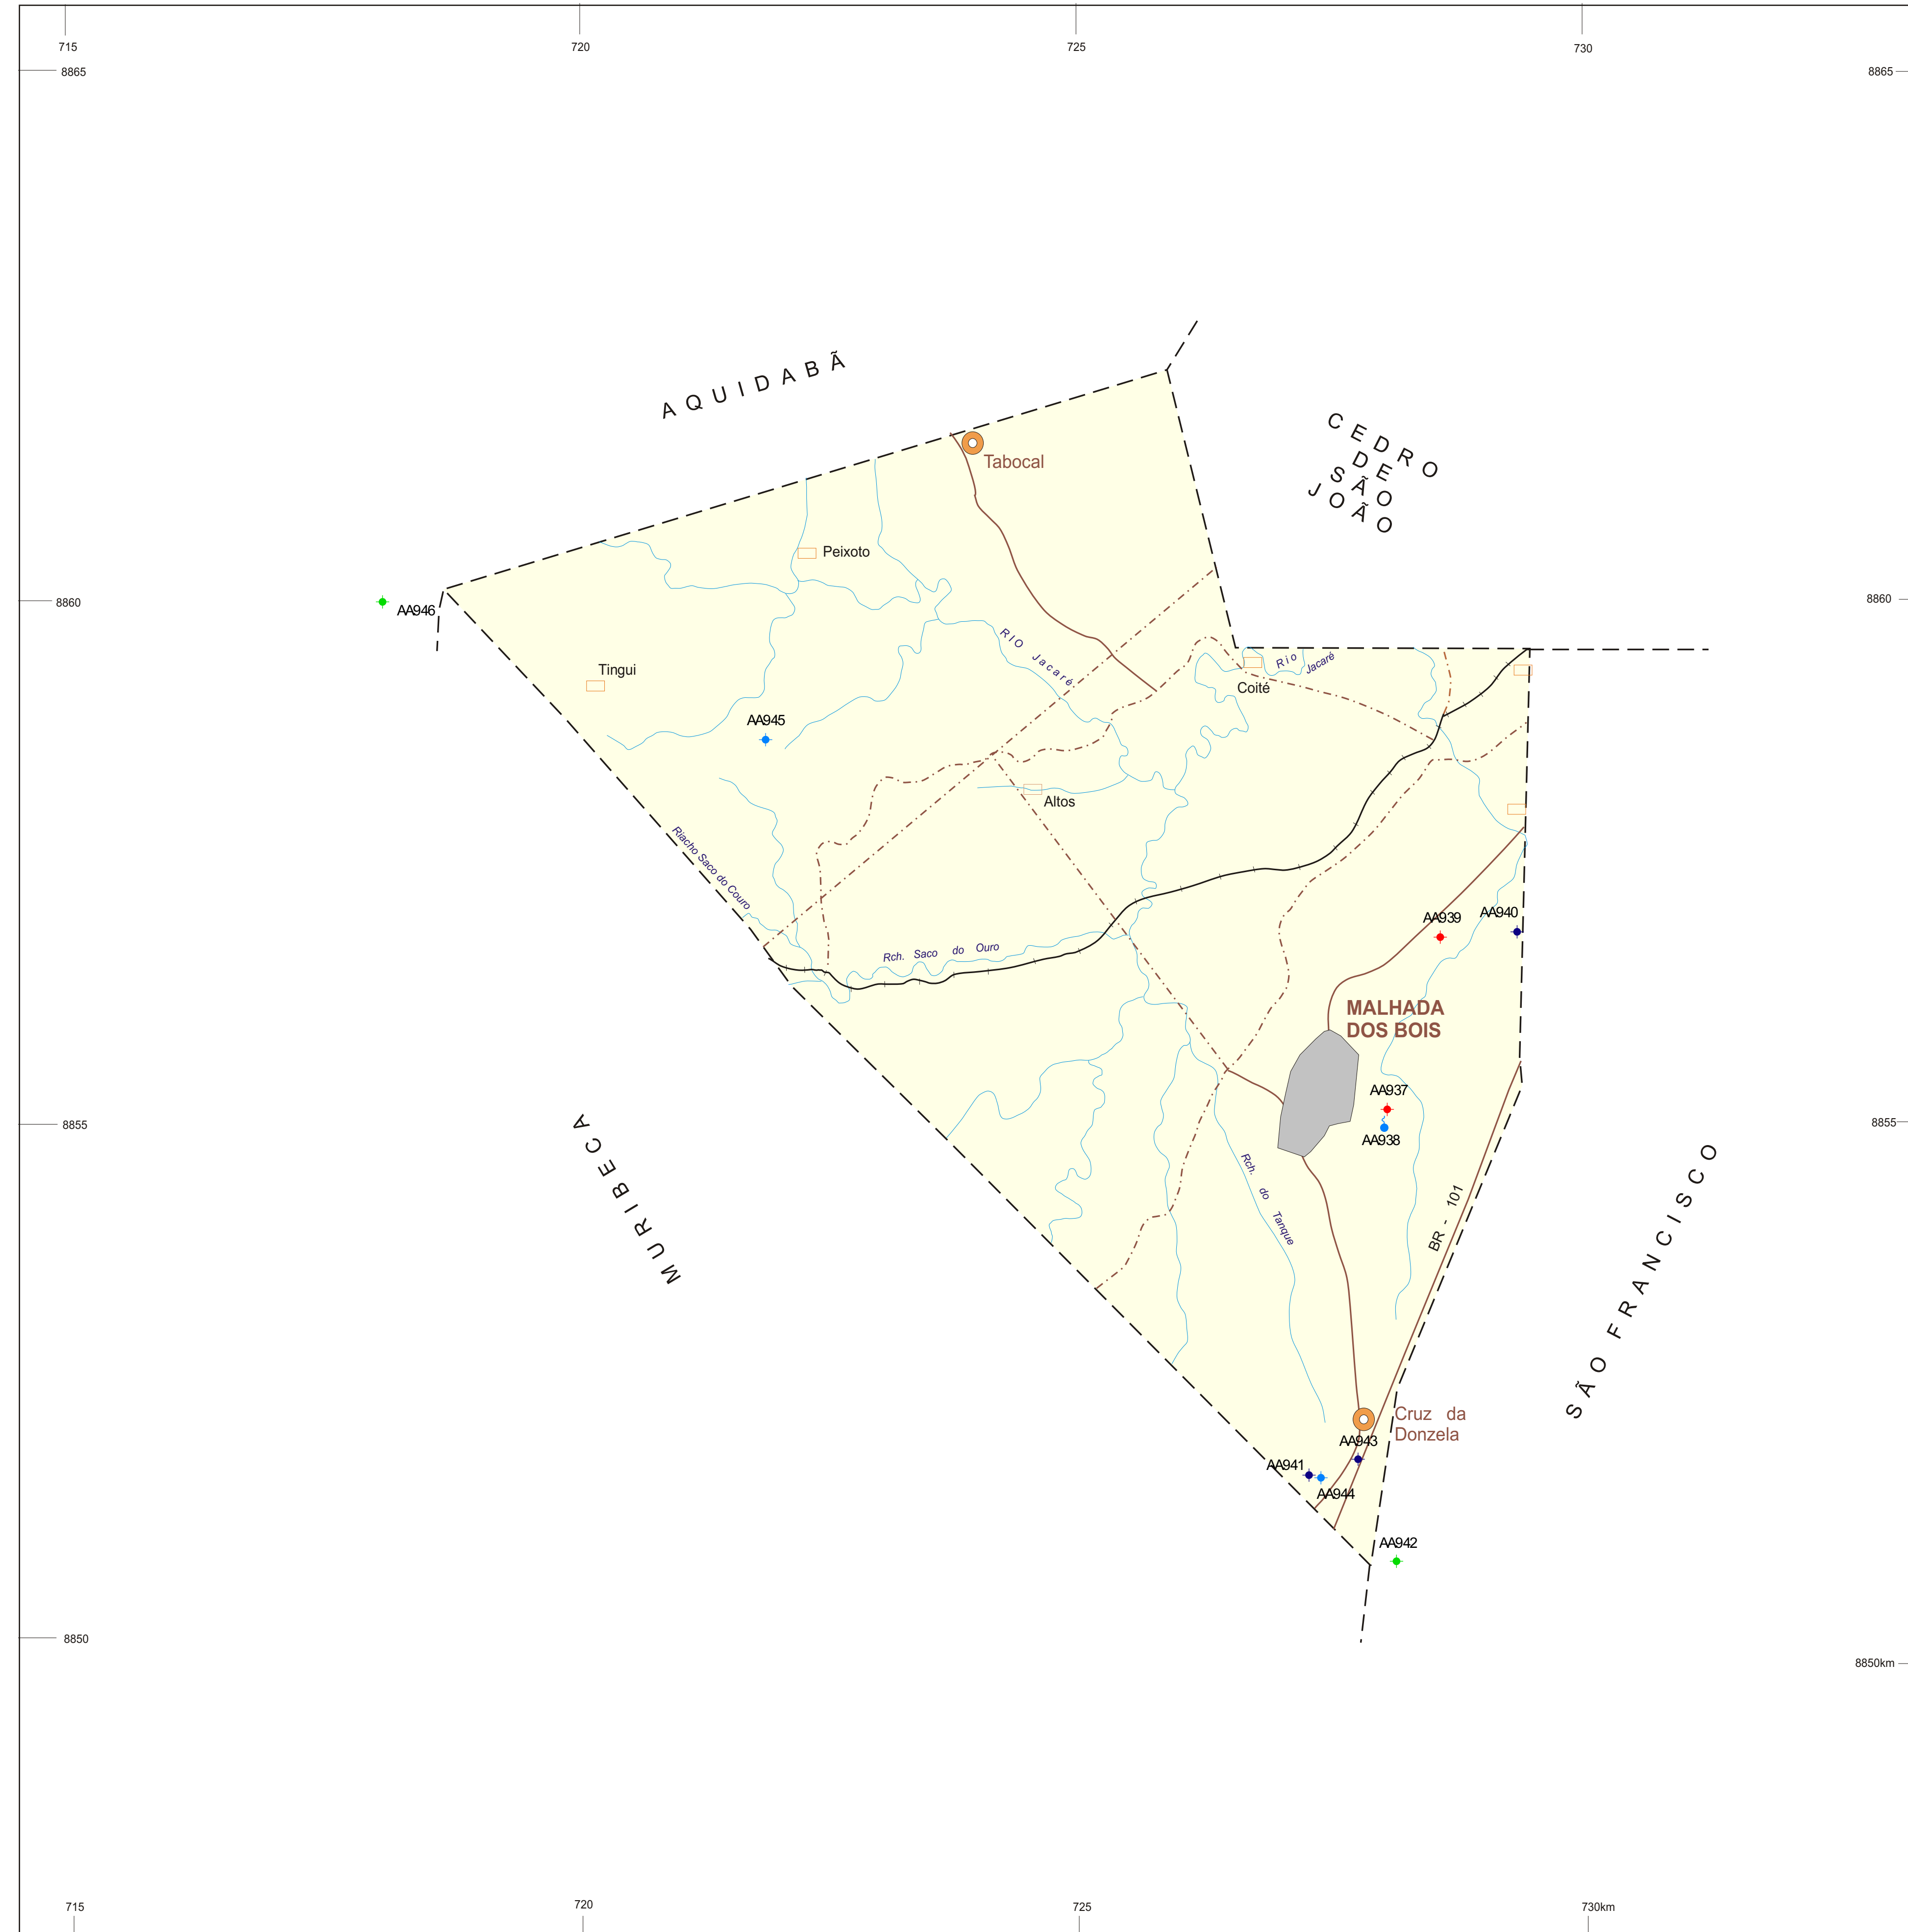 715
720
725
730
8865
8865
AQUIDABÃ
CEDRO
DE
SÃO
JOÃO
Tabocal
Peixoto
8860
AA946
8860
RIO Jacaré
Rio Jacaré
Tingui
Coité
AA945
Altos
Riacho Saco do Couro
AA939
AA940
Rch. Saco do Ouro
MALHADA
DOS BOIS
AA937
8855
8855
AA938
MURIBECA
Rch. do Tanque
BR - 101
SÃO FRANCISCO
Cruz da
Donzela
AA943
AA941
AA944
AA942
8850
8850km
715
720
725
730km